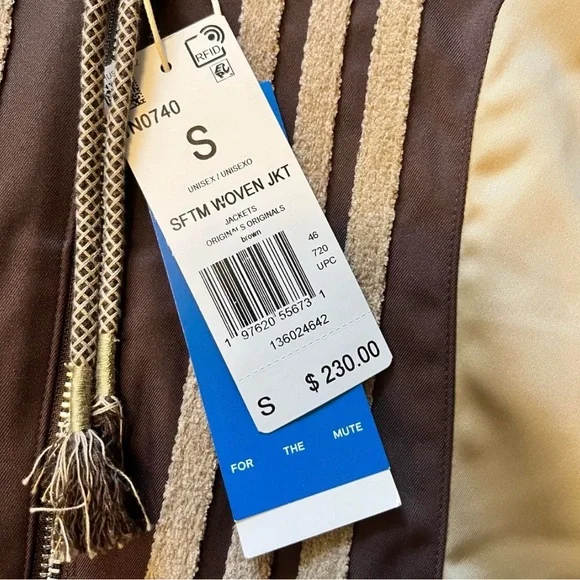 RFID
N0740
S
UNISEX / UNISEXO
SFTM WOVEN JKT
JACKETS
ORIGINALS ORIGINALS
brown
46
720
UPC
1 97620 55673 1
136024642
S $ 230.00
FOR THE MUTE